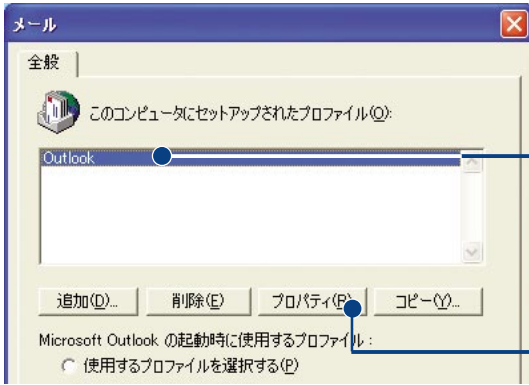 メール
全般
このコンピュータにセットアップされたプロファイル(O):
Outlook
追加(D)... 削除(E) プロパティ(R) コピー(Y)...
Microsoft Outlook の起動時に使用するプロファイル :
使用するプロファイルを選択する(P)